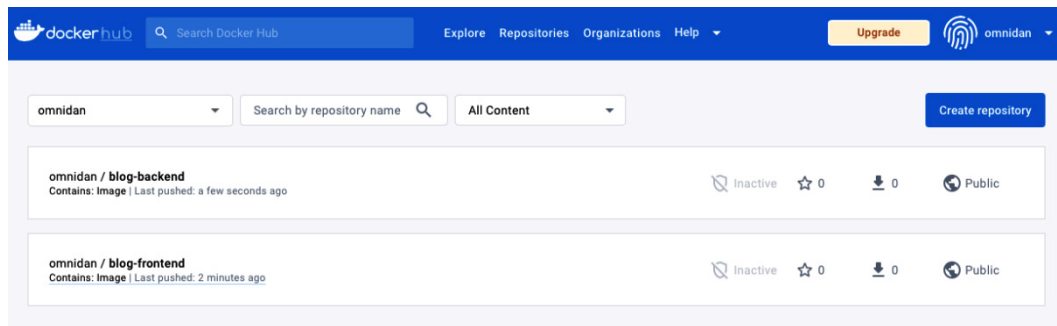 dockerhub Search Docker Hub Explore Repositories Organizations Help Upgrade omnidan
omnidan Search by repository name All Content Create repository
omnidan / blog-backend
Contains: Image | Last pushed: a few seconds ago
Inactive 0 0 Public
omnidan / blog-frontend
Contains: Image | Last pushed: 2 minutes ago
Inactive 0 0 Public